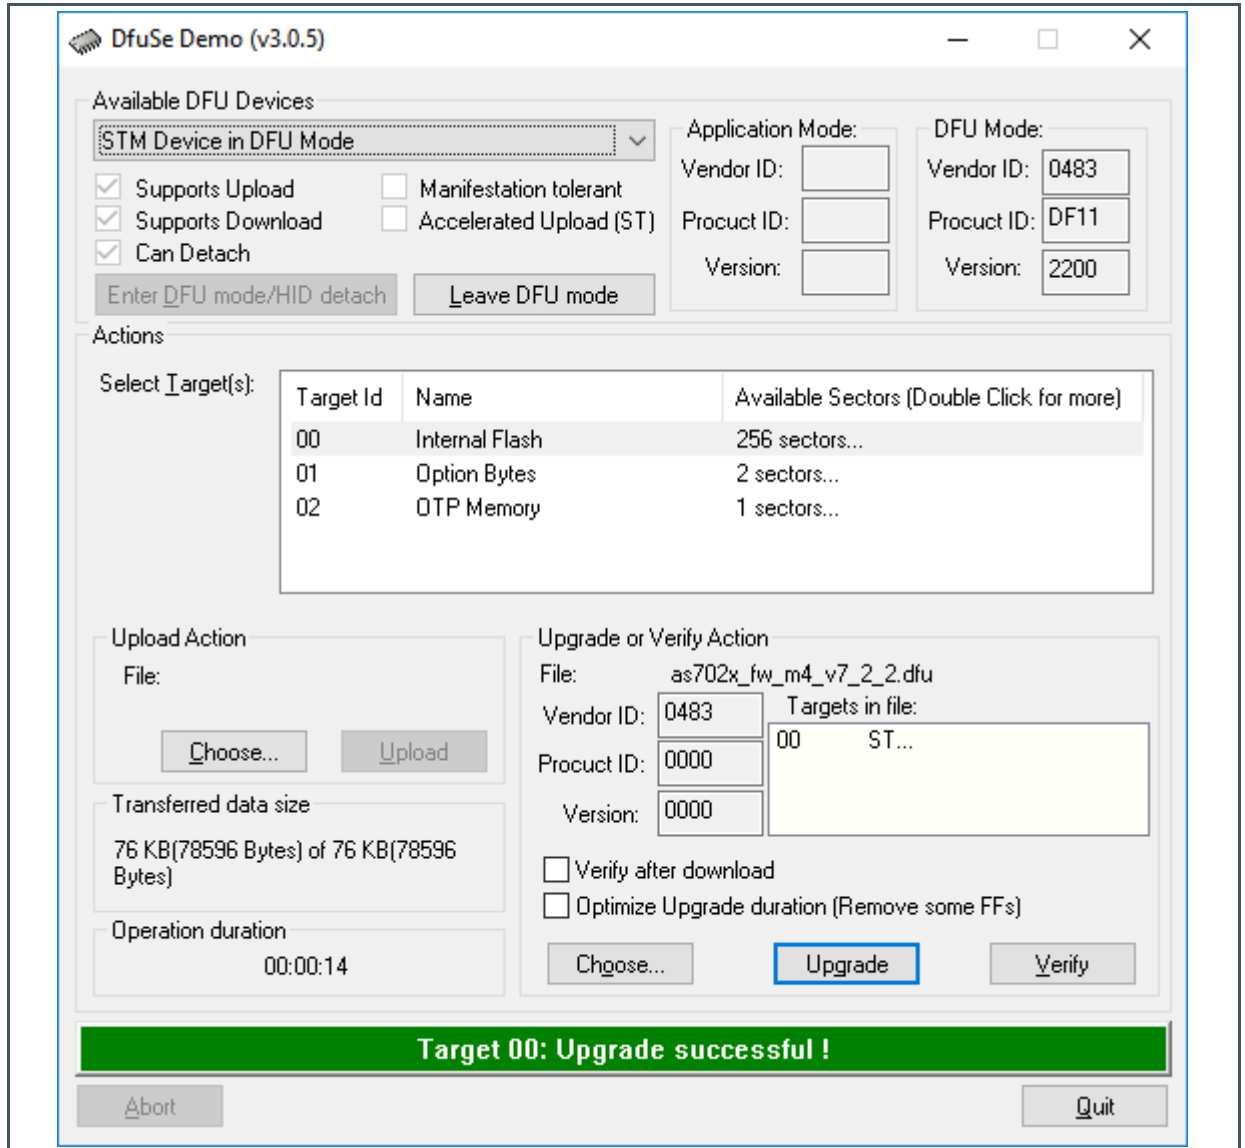 DfuSe Demo (v3.0.5)
Available DFU Devices
STM Device in DFU Mode
Supports Upload
Manifestation tolerant
Supports Download
Accelerated Upload (ST)
Can Detach
Enter DFU mode/HID detach
Leave DFU mode
Application Mode:
Vendor ID:
Procuct ID:
Version:
DFU Mode:
Vendor ID: 0483
Procuct ID: DF11
Version: 2200
Actions
Select Target(s):
Target Id Name Available Sectors (Double Click for more)
00 Internal Flash 256 sectors...
01 Option Bytes 2 sectors...
02 OTP Memory 1 sectors...
Upload Action
File:
Choose...
Upload
Transferred data size
76 KB(78596 Bytes) of 76 KB(78596
Bytes)
Operation duration
00:00:14
Upgrade or Verify Action
File: as702x_fw_m4_v7_2_2.dfu
Vendor ID: 0483
Procuct ID: 0000
Version: 0000
Targets in file:
00 ST...
Verify after download
Optimize Upgrade duration (Remove some FFs)
Choose...
Upgrade
Verify
Target 00: Upgrade successful !
Abort
Quit